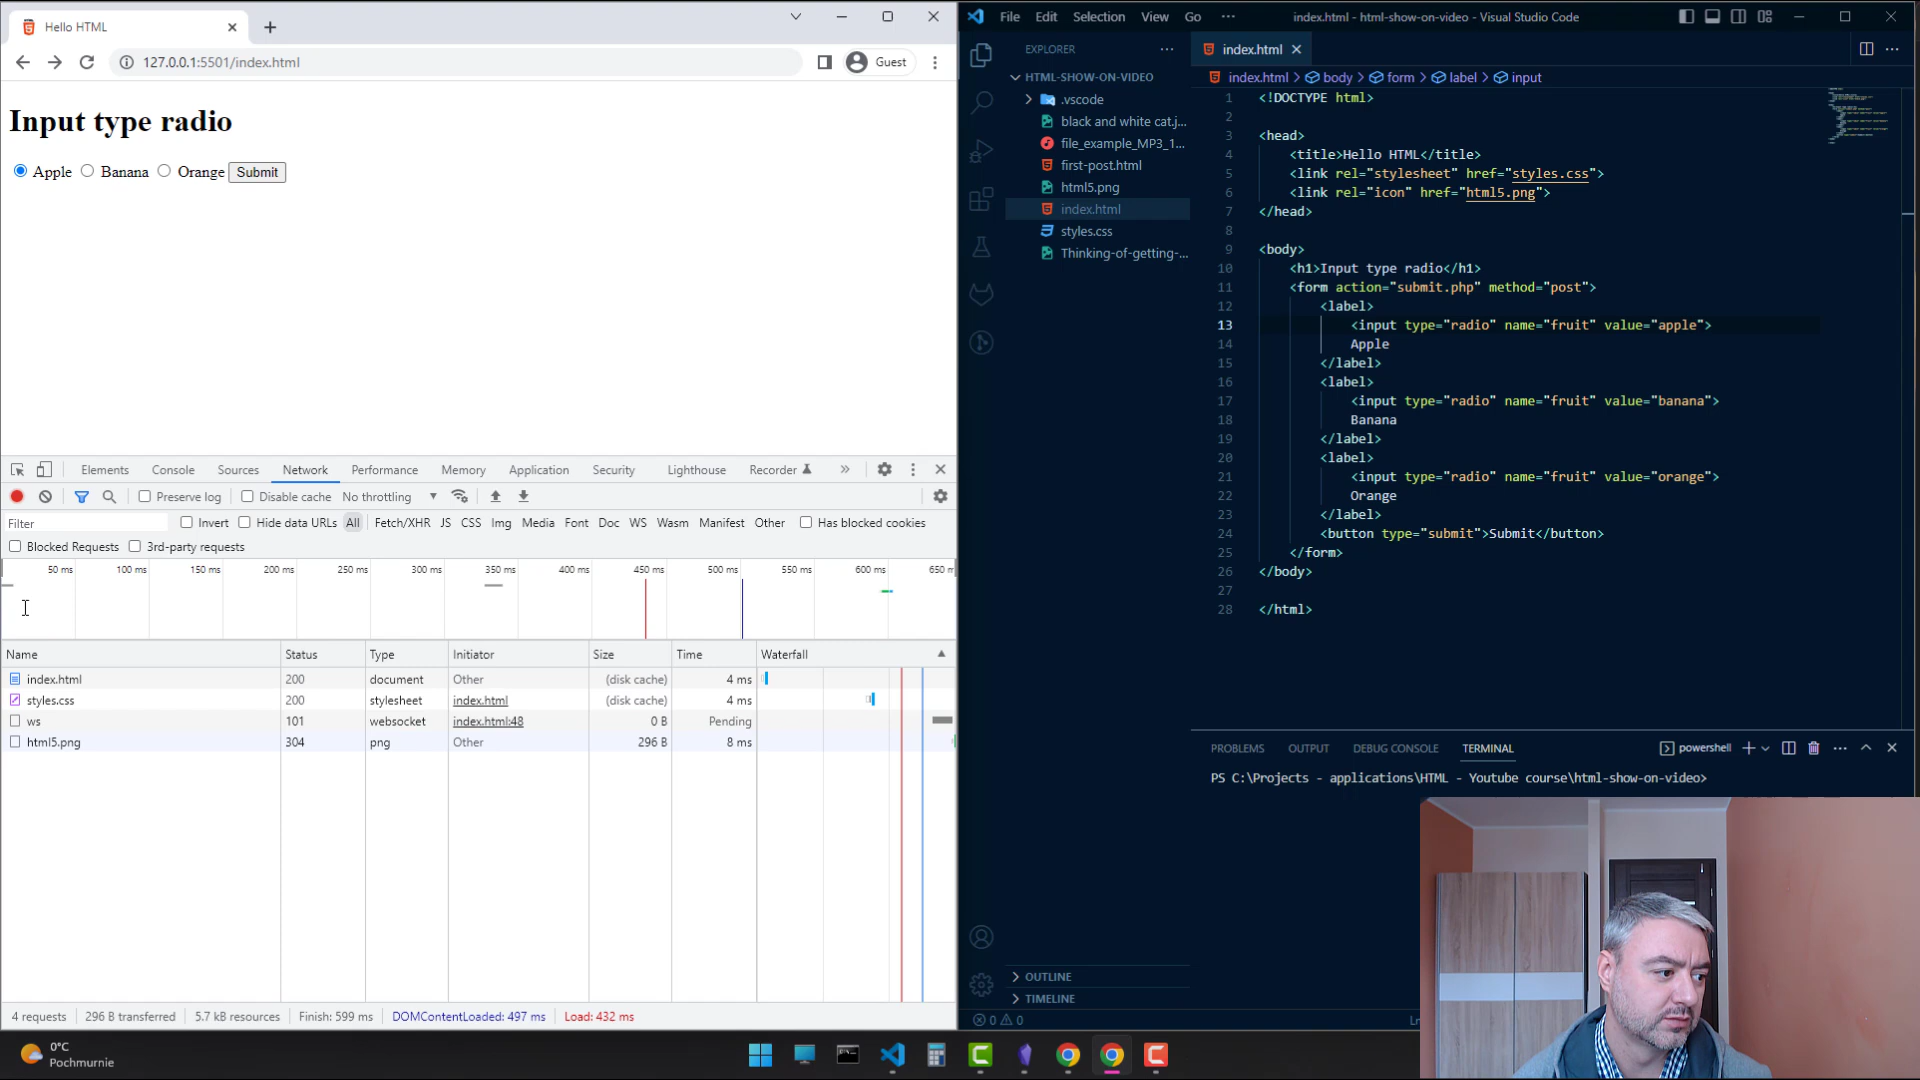 Hello HTML
127.0.0.1:5501/index.html
Guest
Input type radio
Apple Banana Orange Submit
Elements Console Sources Network Performance Memory Application Security Lighthouse Recorder
Preserve log Disable cache No throttling
Filter Invert Hide data URLs All Fetch/XHR JS CSS Img Media Font Doc WS Wasm Manifest Other Has blocked cookies
Blocked Requests 3rd-party requests
50 ms 100 ms 150 ms 200 ms 250 ms 300 ms 350 ms 400 ms 450 ms 500 ms 550 ms 600 ms 650 m
Name Status Type Initiator Size Time Waterfall
index.html 200 document Other (disk cache) 4 ms
styles.css 200 stylesheet index.html (disk cache) 4 ms
ws 101 websocket index.html:48 0 B Pending
html5.png 304 png Other 296 B 8 ms
4 requests 296 B transferred 5.7 kB resources Finish: 599 ms DOMContentLoaded: 497 ms Load: 432 ms
File Edit Selection View Go ··· index.html - html-show-on-video - Visual Studio Code
EXPLORER ···
HTML-SHOW-ON-VIDEO
.vscode
black and white cat.j...
file_example_MP3_1...
first-post.html
html5.png
index.html
styles.css
Thinking-of-getting-...
OUTLINE
TIMELINE
0 0
index.html
index.html > body > form > label > input
1 <!DOCTYPE html>
2
3 <head>
4 <title>Hello HTML</title>
5 <link rel="stylesheet" href="styles.css">
6 <link rel="icon" href="html5.png">
7 </head>
8
9 <body>
10 <h1>Input type radio</h1>
11 <form action="submit.php" method="post">
12 <label>
13 <input type="radio" name="fruit" value="apple">
14 Apple
15 </label>
16 <label>
17 <input type="radio" name="fruit" value="banana">
18 Banana
19 </label>
20 <label>
21 <input type="radio" name="fruit" value="orange">
22 Orange
23 </label>
24 <button type="submit">Submit</button>
25 </form>
26 </body>
27
28 </html>
PROBLEMS OUTPUT DEBUG CONSOLE TERMINAL powershell
PS C:\Projects - applications\HTML - Youtube course\html-show-on-video>
Ln
0°C
Pochmurnie